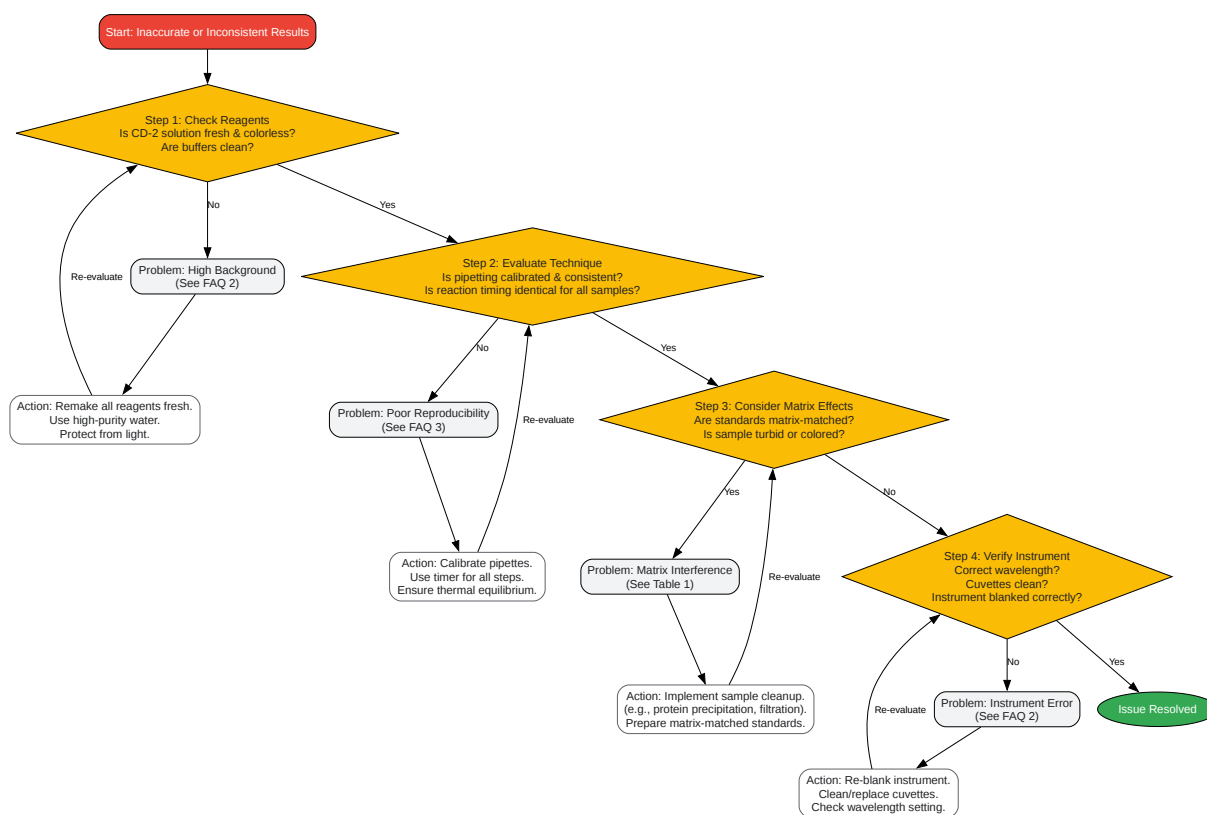 Start: Inaccurate or Inconsistent Results
Step 1: Check Reagents
Is CD-2 solution fresh & colorless?
Are buffers clean?
No
Yes
Problem: High Background
(See FAQ 2)
Re-evaluate
Action: Remake all reagents fresh.
Use high-purity water.
Protect from light.
Step 2: Evaluate Technique
Is pipetting calibrated & consistent?
Is reaction timing identical for all samples?
No
Yes
Problem: Poor Reproducibility
(See FAQ 3)
Re-evaluate
Action: Calibrate pipettes.
Use timer for all steps.
Ensure thermal equilibrium.
Step 3: Consider Matrix Effects
Are standards matrix-matched?
Is sample turbid or colored?
Yes
No
Problem: Matrix Interference
(See Table 1)
Re-evaluate
Action: Implement sample cleanup.
(e.g., protein precipitation, filtration).
Prepare matrix-matched standards.
Step 4: Verify Instrument
Correct wavelength?
Cuvettes clean?
Instrument blanked correctly?
No
Yes
Problem: Instrument Error
(See FAQ 2)
Re-evaluate
Issue Resolved
Action: Re-blank instrument.
Clean/replace cuvettes.
Check wavelength setting.